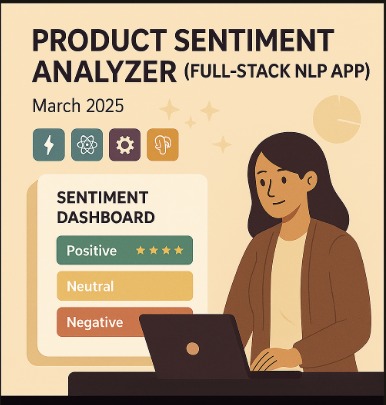 PRODUCT SENTIMENT
ANALYZER (FULL-STACK NLP APP)
March 2025
SENTIMENT
DASHBOARD
Positive
Neutral
Negative